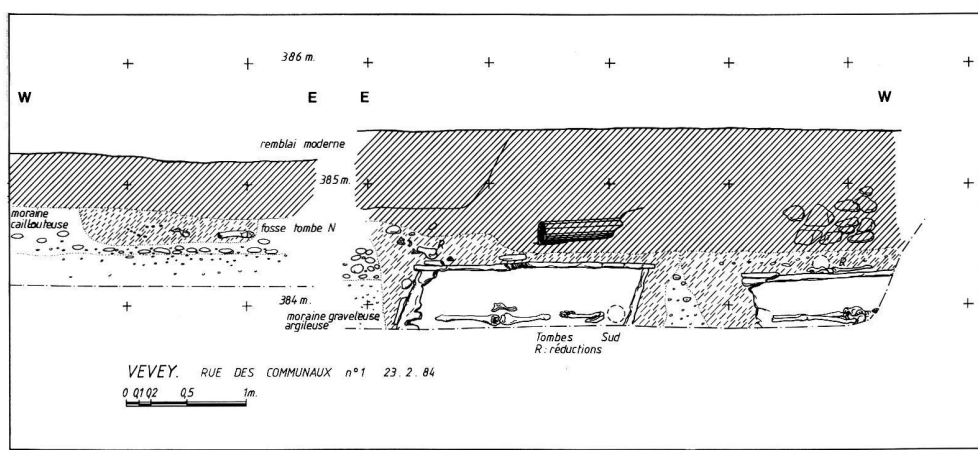 386 m.
W E E W
remblai moderne
385 m.
moraine
caillouteuse
fosse tombe N
R
R
384 m.
moraine graveleuse
argileuse
Tombes Sud
R : réductions
VEVEY. RUE DES COMMUNAUX n°1 23.2.84
0 0,1 0,2 0,5 1m.